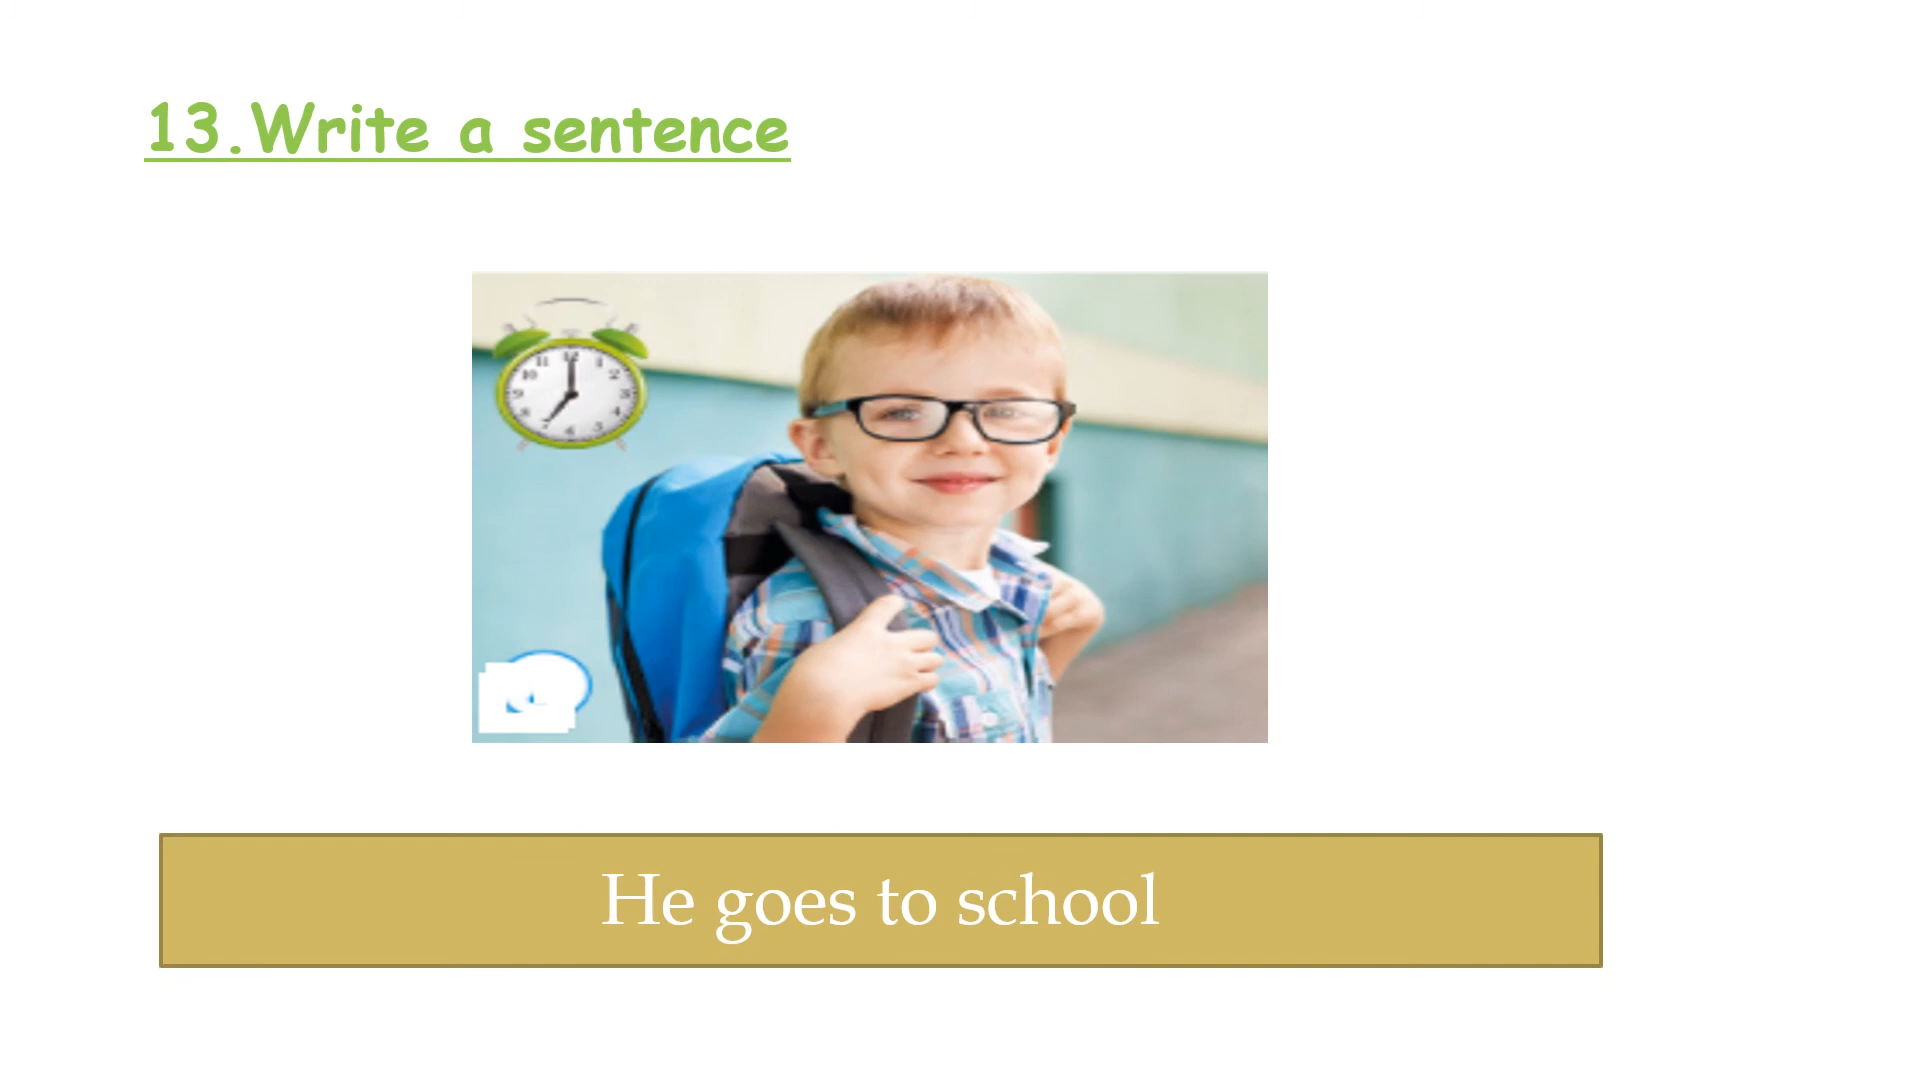 13.Write a sentence
He goes to school